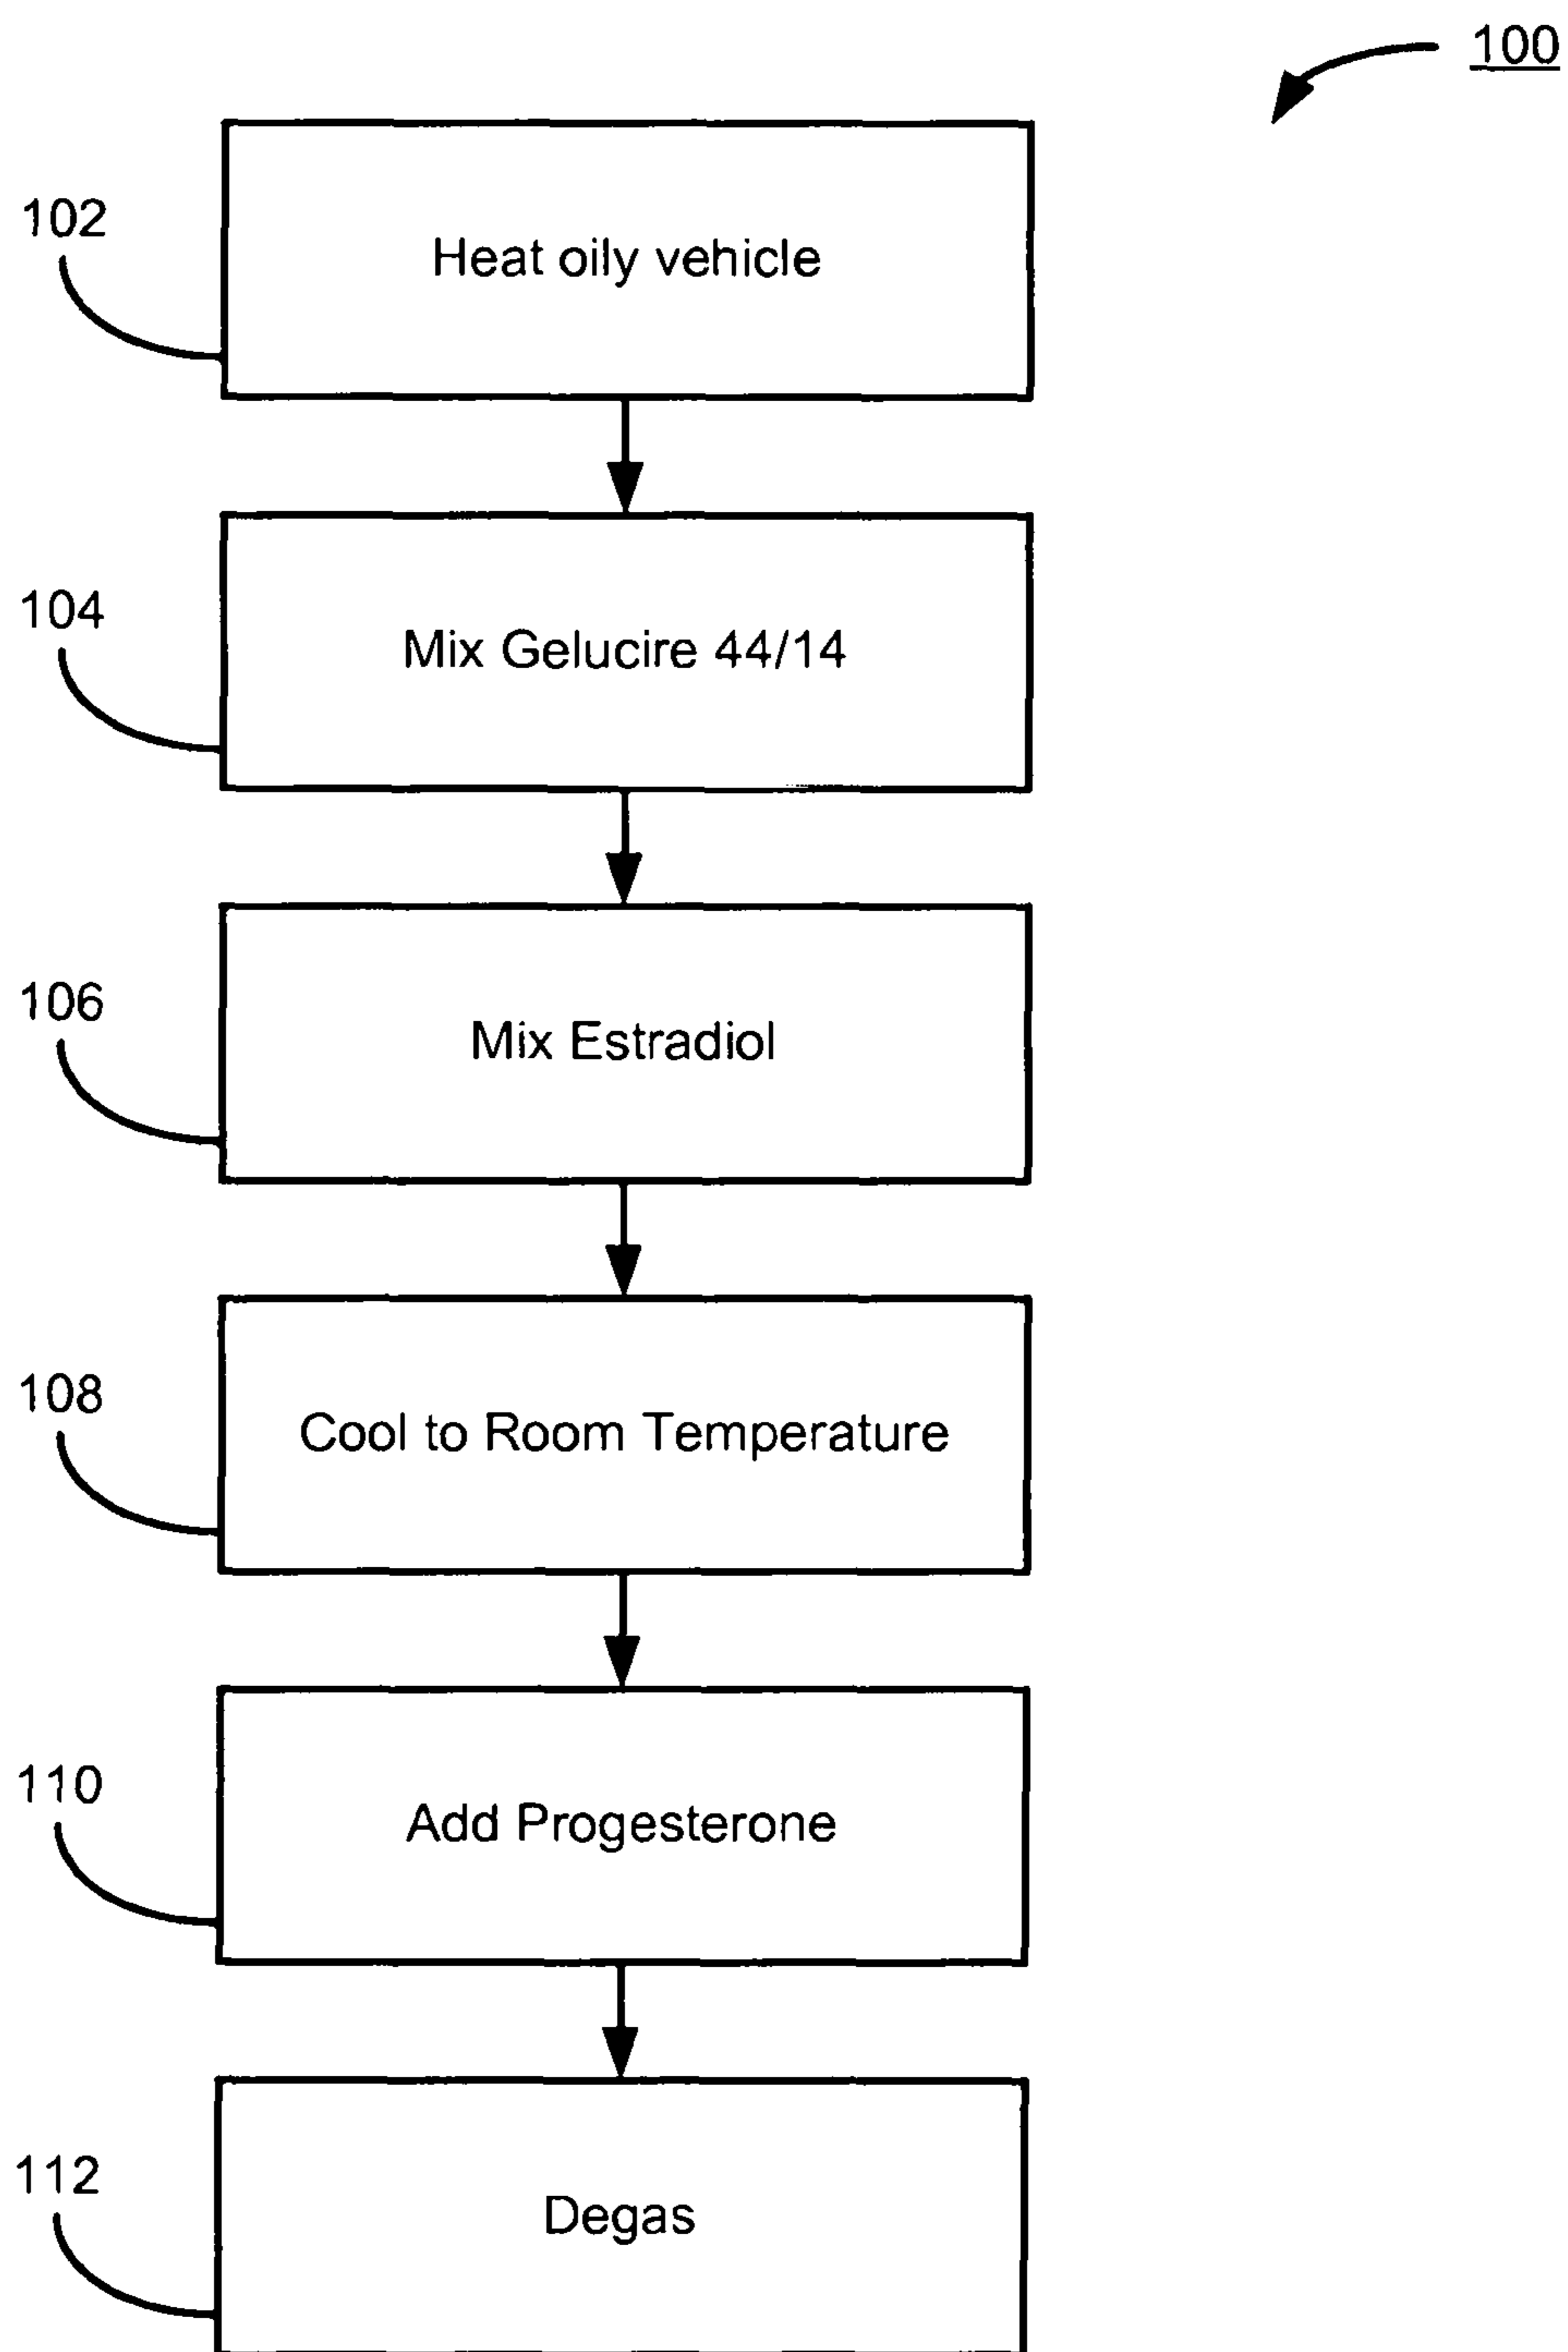 100
102
Heat oily vehicle
104
Mix Gelucire 44/14
106
Mix Estradiol
108
Cool to Room Temperature
110
Add Progesterone
112
Degas